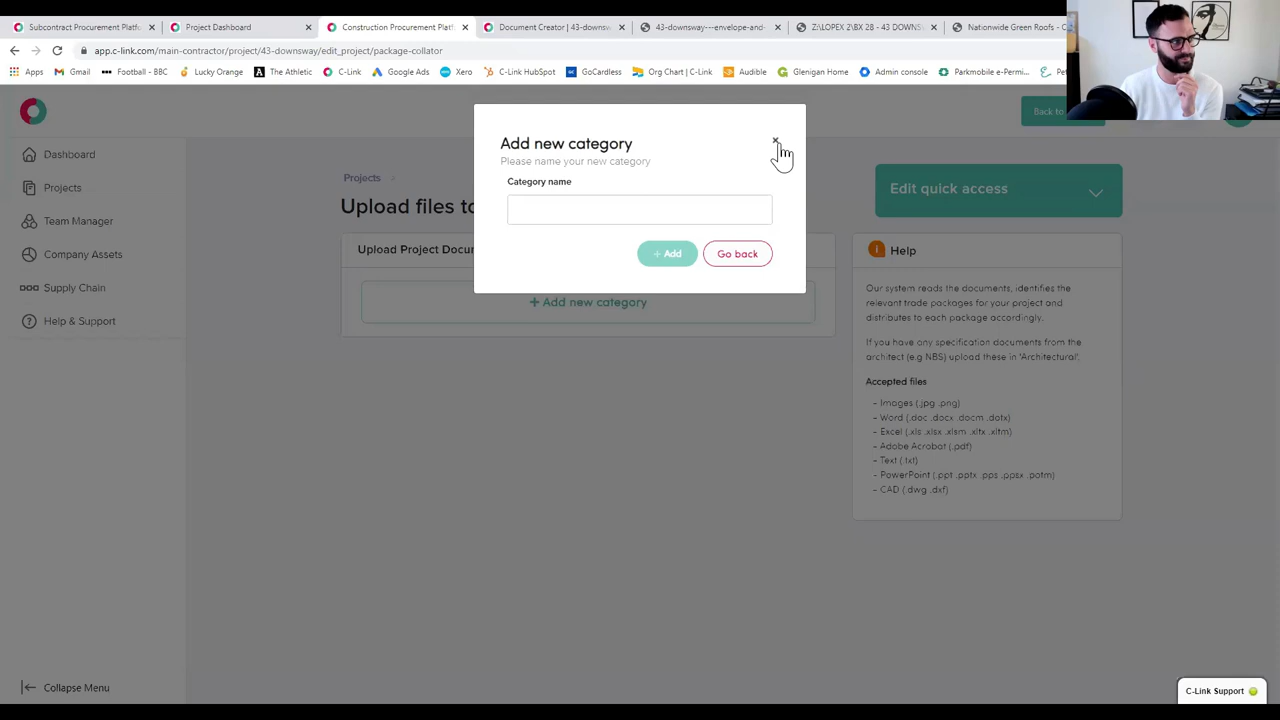 Subcontract Procurement Platf
Project Dashboard
Construction Procurement Platf
Document Creator | 43-downsw
43-downsway---envelope-and-
Z:\LOPEX 2\BX 28 - 43 DOWNS
Nationwide Green Roofs - C
app.c-link.com/main-contractor/project/43-downsway/edit_project/package-collator
Apps
Gmail
Football - BBC
Lucky Orange
The Athletic
C-Link
Google Ads
Xero
C-Link HubSpot
GoCardless
Org Chart | C-Link
Audible
Glenigan Home
Admin console
Parkmobile e-Permi...
Pe
Back to
Dashboard
Projects
Team Manager
Company Assets
Supply Chain
Help & Support
Collapse Menu
Projects
Upload files to
Upload Project Docum
+ Add new category
Add new category
×
Please name your new category
Category name
+ Add
Go back
Edit quick access
Help
Our system reads the documents, identifies the
relevant trade packages for your project and
distributes to each package accordingly.
If you have any specification documents from the
architect (e.g NBS) upload these in 'Architectural'.
Accepted files
- Images (.jpg .png)
- Word (.doc .docx .docm .dotx)
- Excel (.xls .xlsx .xlsm .xltx .xltm)
- Adobe Acrobat (.pdf)
- Text (.txt)
- PowerPoint (.ppt .pptx .pps .ppsx .potm)
- CAD (.dwg .dxf)
C-Link Support